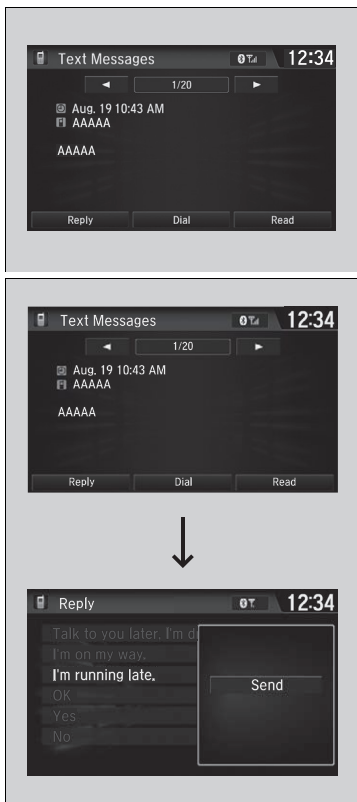 Text Messages 12:34
1/20
Aug. 19 10:43 AM
AAAAA
AAAAA
Reply Dial Read
Text Messages 12:34
1/20
Aug. 19 10:43 AM
AAAAA
AAAAA
Reply Dial Read
Reply 12:34
Talk to you later, I'm
I'm on my way.
I'm running late.
Send
OK
Yes
No